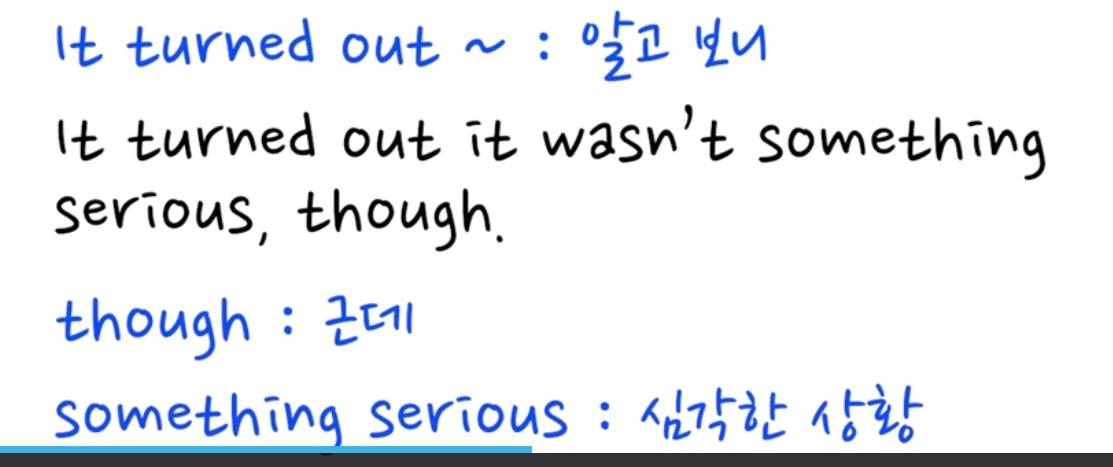 It turned out ~ : 알고 보니
It turned out it wasn't something
serious, though.
though : 근데
something serious : 심각한 상황